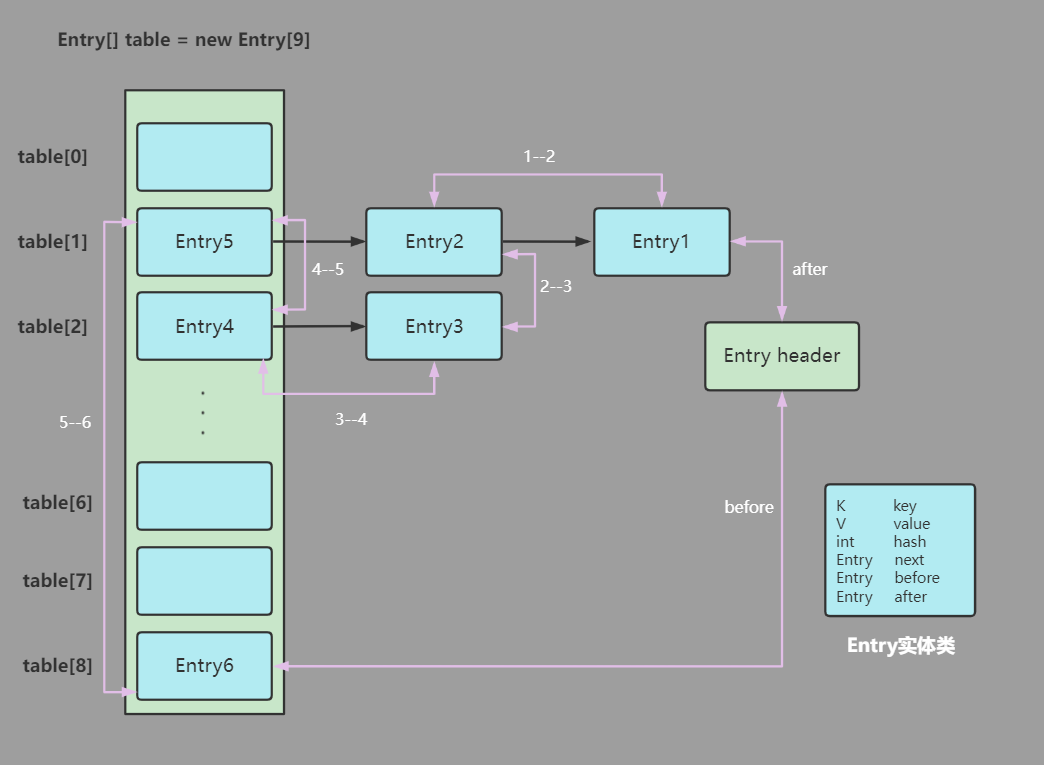 Entry[] table = new Entry[9]
table[0]
1--2
table[1]
Entry5
Entry2
Entry1
4--5
2--3
after
table[2]
Entry4
Entry3
Entry header
5--6
3--4
table[6]
before
K key
V value
int hash
Entry next
Entry before
Entry after
table[7]
Entry实体类
table[8]
Entry6